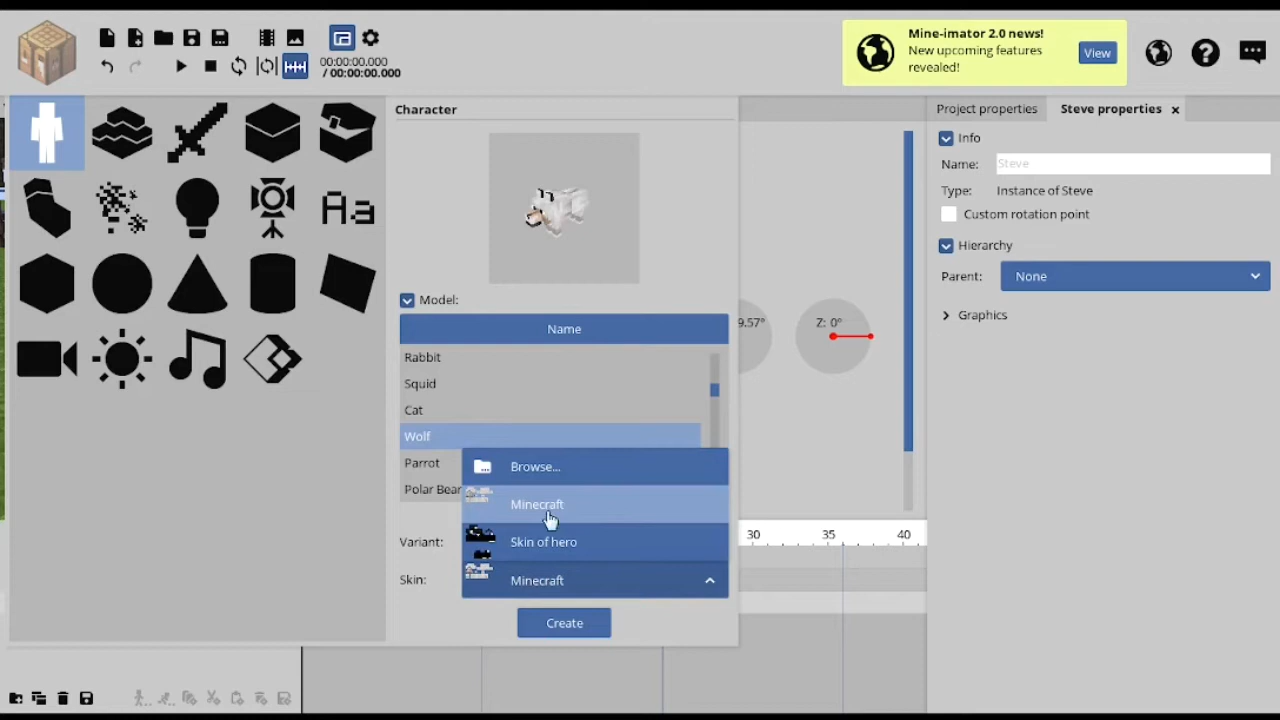 Mine-imator 2.0 news!
New upcoming features
revealed!
View
00:00:00.000
/ 00:00:00.000
Aa
Character
Model:
Name
Rabbit
Squid
Cat
Wolf
Parrot
Polar Bear
Browse...
Minecraft
Skin of hero
Variant:
Skin:
Minecraft
Create
9.57°
Z: 0°
30
35
40
Project properties
Steve properties
Info
Name:
Steve
Type:
Instance of Steve
Custom rotation point
Hierarchy
Parent:
None
Graphics